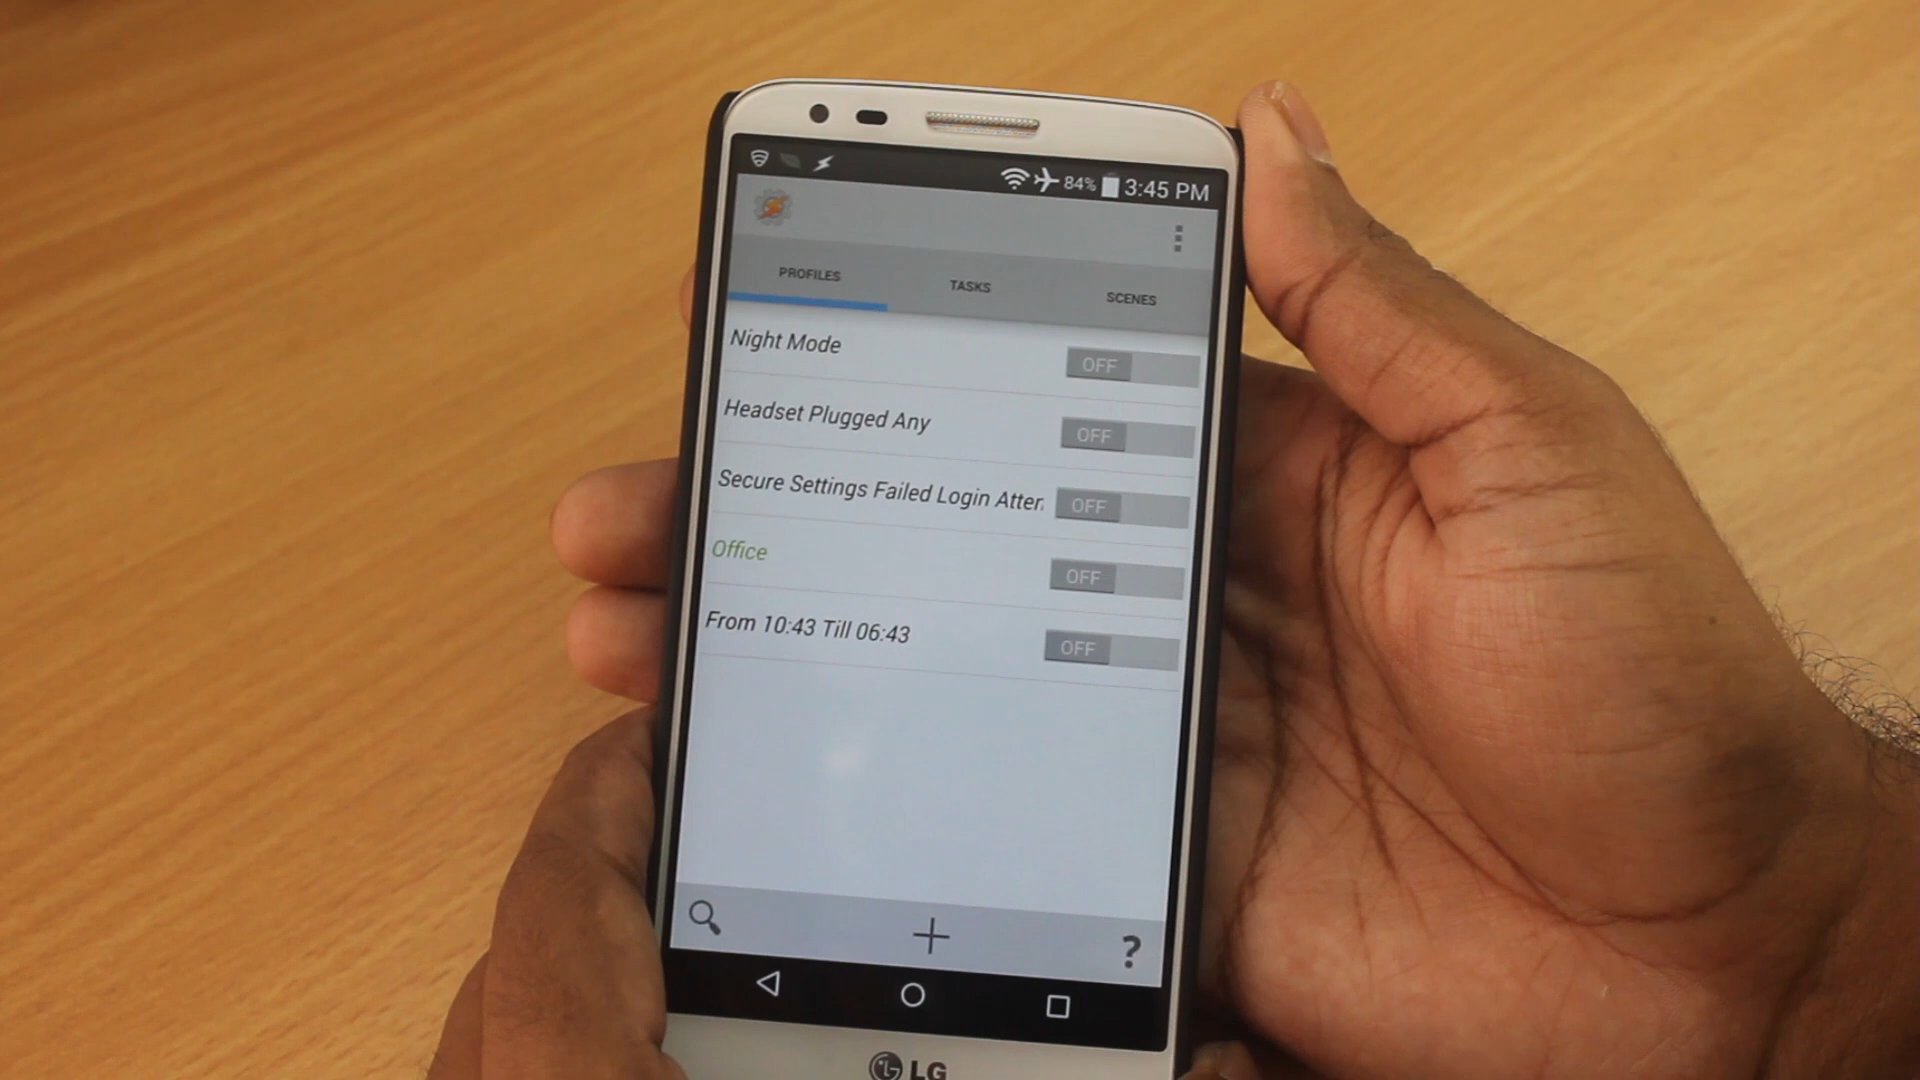 84% 3:45 PM
PROFILES TASKS SCENES
Night Mode OFF
Headset Plugged Any OFF
Secure Settings Failed Login Atter OFF
Office OFF
From 10:43 Till 06:43 OFF
?
LG